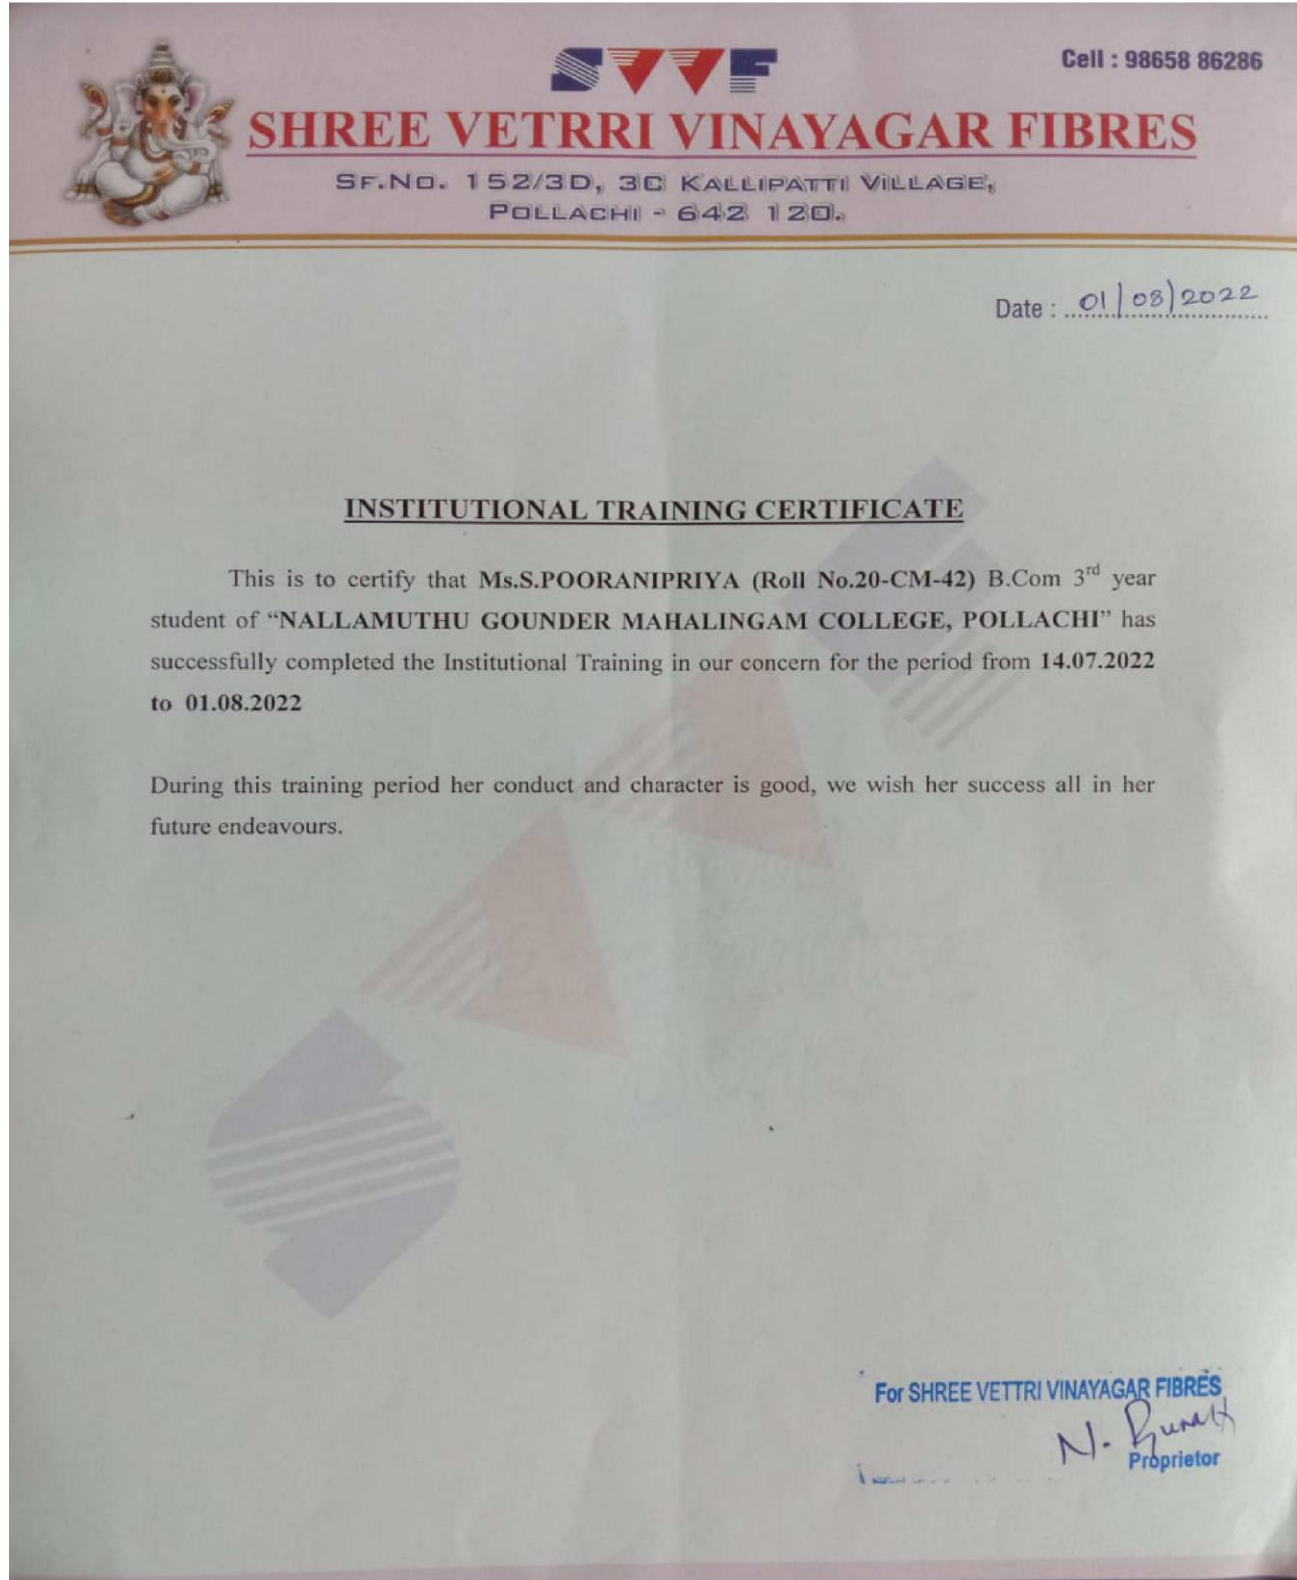 SVVF
Cell : 98658 86286
SHREE VETRRI VINAYAGAR FIBRES
SF.NO. 152/3D, 3C KALLIPATTI VILLAGE,
POLLACHI - 642 120.
Date : 01/08/2022
INSTITUTIONAL TRAINING CERTIFICATE
This is to certify that Ms.S.POORANIPRIYA (Roll No.20-CM-42) B.Com 3rd year
student of “NALLAMUTHU GOUNDER MAHALINGAM COLLEGE, POLLACHI” has
successfully completed the Institutional Training in our concern for the period from 14.07.2022
to 01.08.2022
During this training period her conduct and character is good, we wish her success all in her
future endeavours.
For SHREE VETTRI VINAYAGAR FIBRES
N.
Proprietor